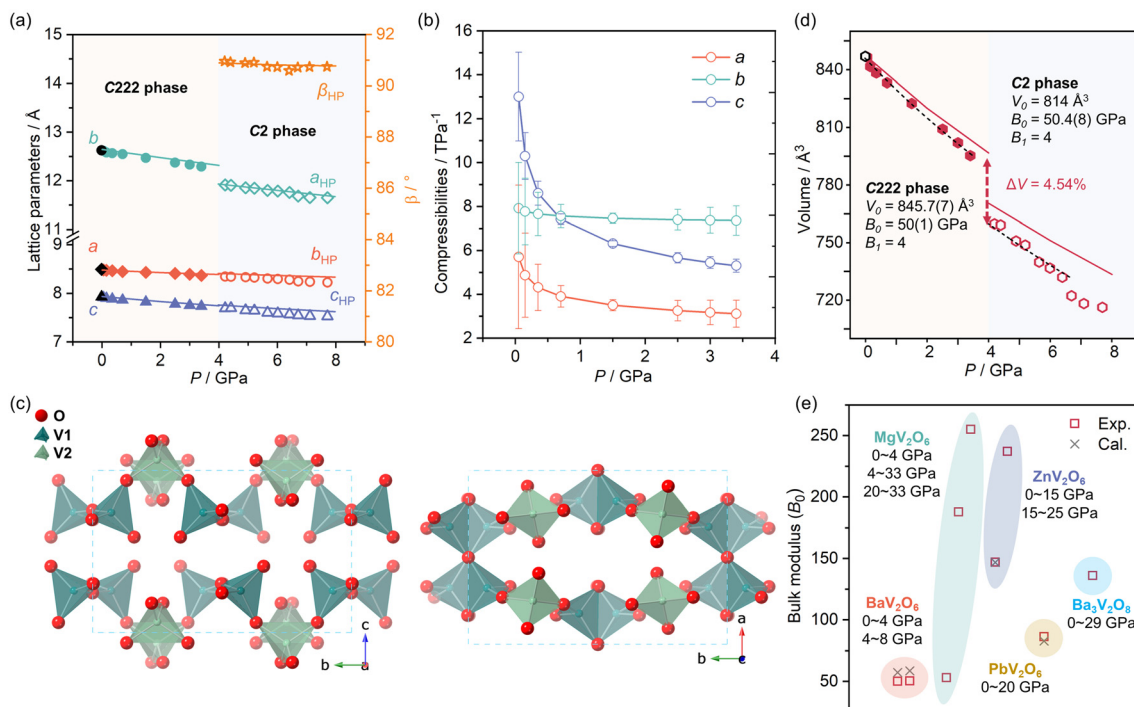 (a)
15
14
13
12
11
9
8
7
Lattice parameters / Å
C222 phase
C2 phase
b
a
c
β_HP
a_HP
b_HP
c_HP
92
90
88
86
84
82
80
β / °
0 2 4 6 8
P / GPa
(b)
16
14
12
10
8
6
4
2
Compressibilities / TPa⁻¹
a
b
c
0 1 2 3 4
P / GPa
(d)
840
810
780
750
720
Volume / Å³
C2 phase
V₀ = 814 Å³
B₀ = 50.4(8) GPa
B₁ = 4
C222 phase
V₀ = 845.7(7) Å³
B₀ = 50(1) GPa
B₁ = 4
ΔV = 4.54%
0 2 4 6 8
P / GPa
(c)
O
V1
V2
c
b
a
a
b
c
(e)
250
200
150
100
50
Bulk modulus (B₀)
Exp.
Cal.
MgV₂O₆
0~4 GPa
4~33 GPa
20~33 GPa
ZnV₂O₆
0~15 GPa
15~25 GPa
BaV₂O₆
0~4 GPa
4~8 GPa
Ba₃V₂O₈
0~29 GPa
PbV₂O₆
0~20 GPa